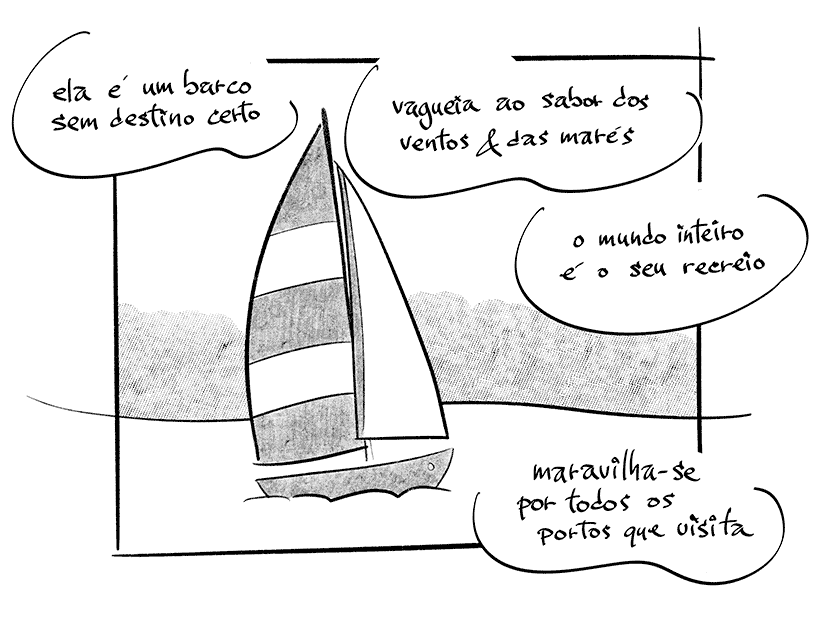 ela é um barco
sem destino certo
vagueia ao sabor dos
ventos & das marés
o mundo inteiro
é o seu recreio
maravilha-se
por todos os
portos que visita